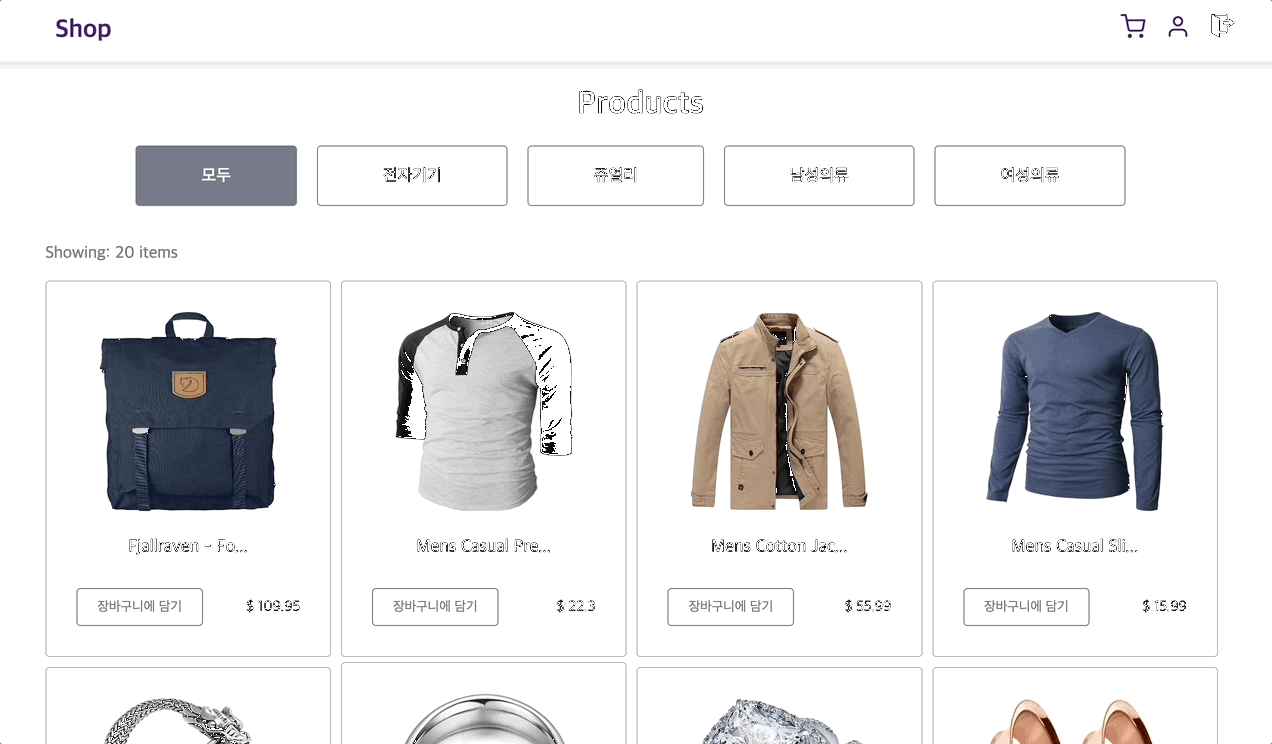 Shop
Products
모두
전자기기
쥬얼리
남성의류
여성의류
Showing: 20 items
Fjallraven - Fo...
Mens Casual Pre...
Mens Cotton Jac...
Mens Casual Sli...
장바구니에 담기
$ 109.95
장바구니에 담기
$ 22.3
장바구니에 담기
$ 55.99
장바구니에 담기
$ 15.99